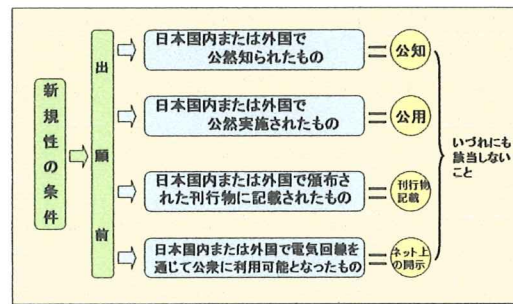 新規性の条件
出願前
日本国内または外国で
公然知られたもの
＝
公知
日本国内または外国で
公然実施されたもの
＝
公用
日本国内または外国で頒布さ
れた刊行物に記載されたもの
＝
刊行物
記載
日本国内または外国で電気回線を
通じて公衆に利用可能となったもの
＝
ネット上
の開示
いづれにも
該当しない
こと